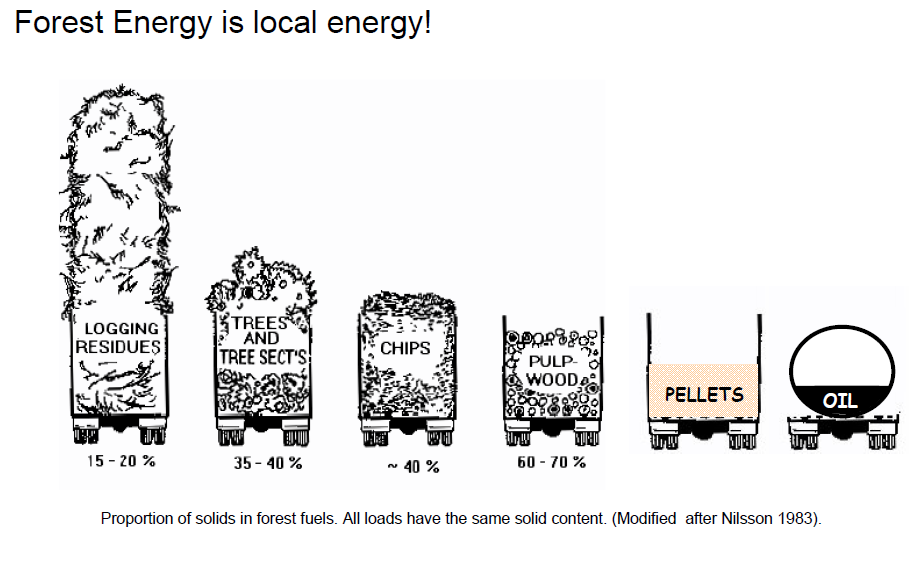 Forest Energy is local energy!
LOGGING
RESIDUES
TREES
AND
TREE SECT'S
CHIPS
PULP-
WOOD
PELLETS
OIL
15 - 20 %
35 - 40 %
~ 40 %
60 - 70 %
Proportion of solids in forest fuels. All loads have the same solid content. (Modified after Nilsson 1983).